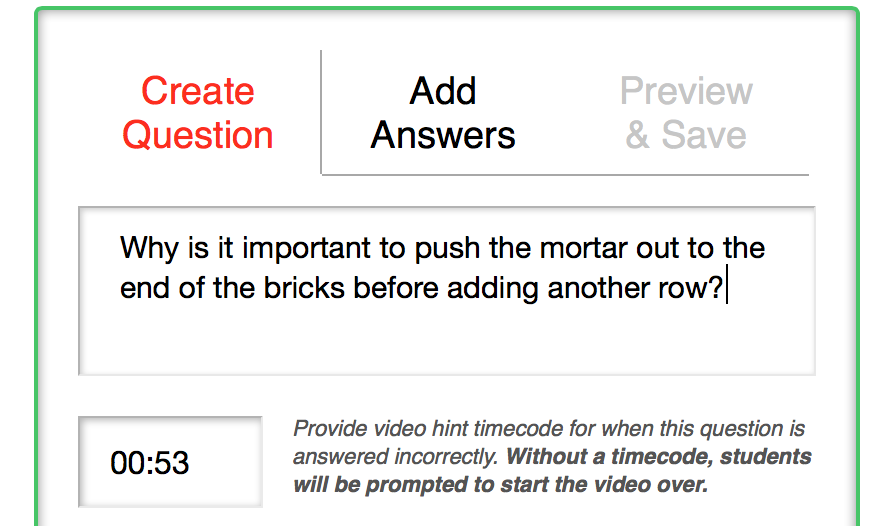 Create
Question
Add
Answers
Preview
& Save
Why is it important to push the mortar out to the
end of the bricks before adding another row?
00:53
Provide video hint timecode for when this question is
answered incorrectly. Without a timecode, students
will be prompted to start the video over.